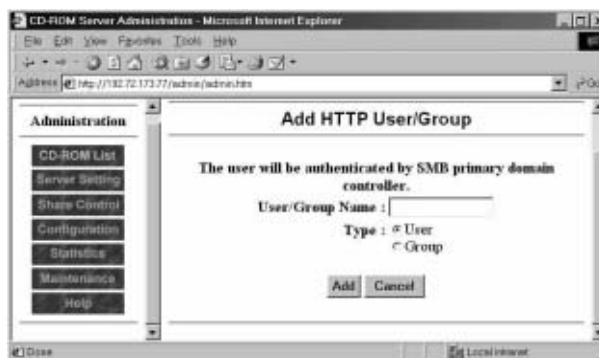 CD-ROM Server Administration - Microsoft Internet Explorer
File Edit View Favorites Tools Help
Address http://192.72.173.77/admin/admin.htm
Go
Administration
CD-ROM List
Server Setting
Share Control
Configuration
Statistics
Maintenance
Help
Add HTTP User/Group
The user will be authenticated by SMB primary domain
controller.
User/Group Name :
Type : User
Group
Add Cancel
Done
Local intranet